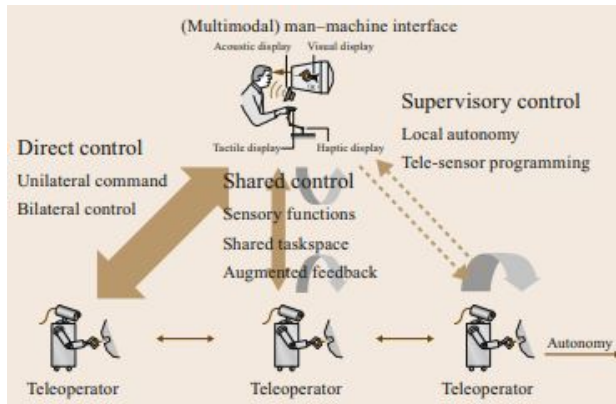 (Multimodal) man–machine interface
Acoustic display
Visual display
Tactile display
Haptic display
Direct control
Unilateral command
Bilateral control
Shared control
Sensory functions
Shared taskspace
Augmented feedback
Supervisory control
Local autonomy
Tele-sensor programming
Teleoperator
Teleoperator
Teleoperator
Autonomy